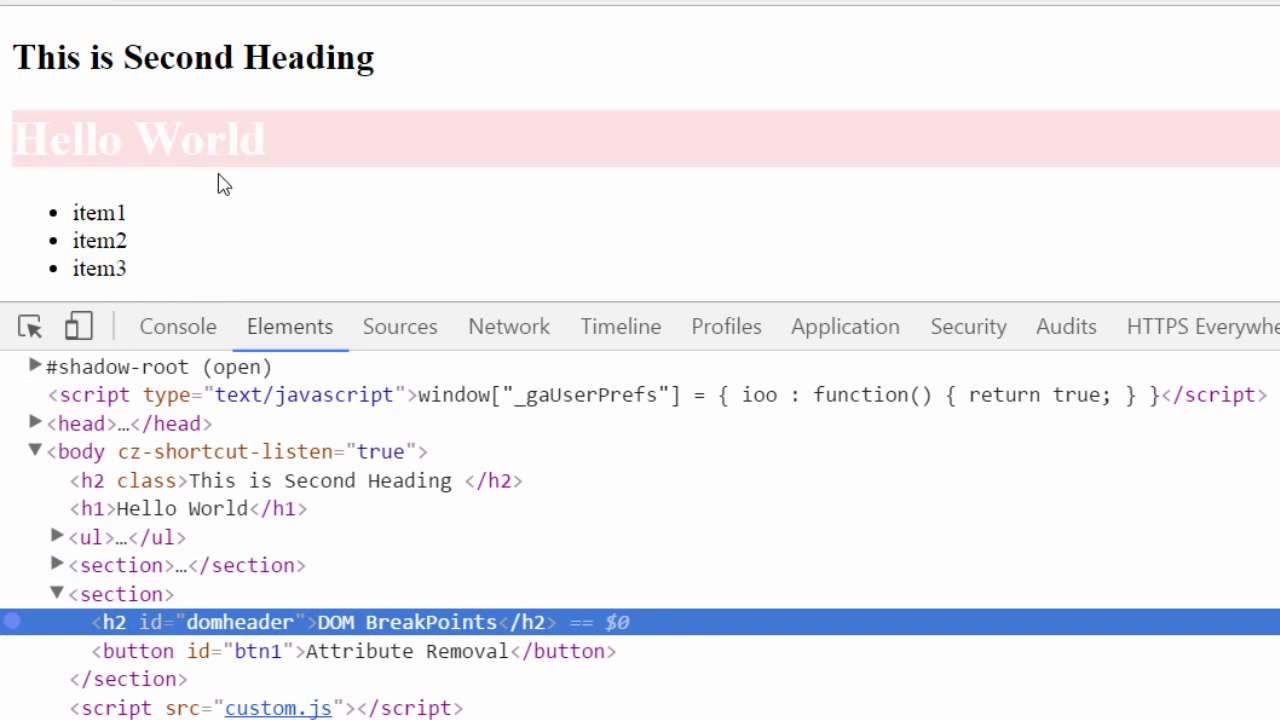 This is Second Heading
Hello World
item1
item2
item3
Console Elements Sources Network Timeline Profiles Application Security Audits HTTPS Everywhe
#shadow-root (open)
<script type="text/javascript">window["_gaUserPrefs"] = { ioo : function() { return true; } }</script>
<head>…</head>
<body cz-shortcut-listen="true">
<h2 class>This is Second Heading </h2>
<h1>Hello World</h1>
<ul>…</ul>
<section>…</section>
<section>
<h2 id="domheader">DOM BreakPoints</h2> == $0
<button id="btn1">Attribute Removal</button>
</section>
<script src="custom.js"></script>